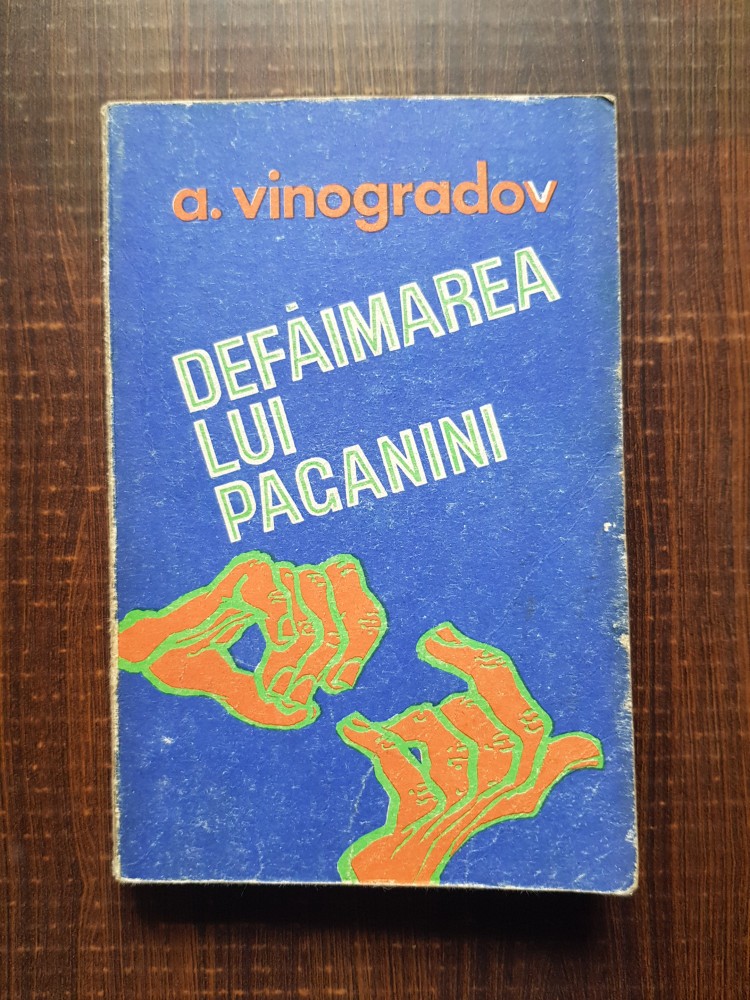 a. vinogradov
DEFĂIMAREA
LUI
PAGANINI